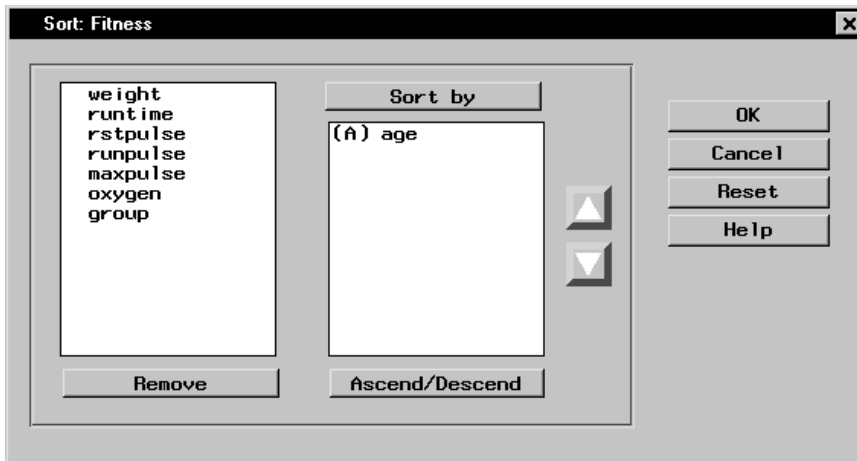 Sort: Fitness
weight
runtime
rstpulse
runpulse
maxpulse
oxygen
group
Remove
Sort by
(A) age
Ascend/Descend
OK
Cancel
Reset
Help